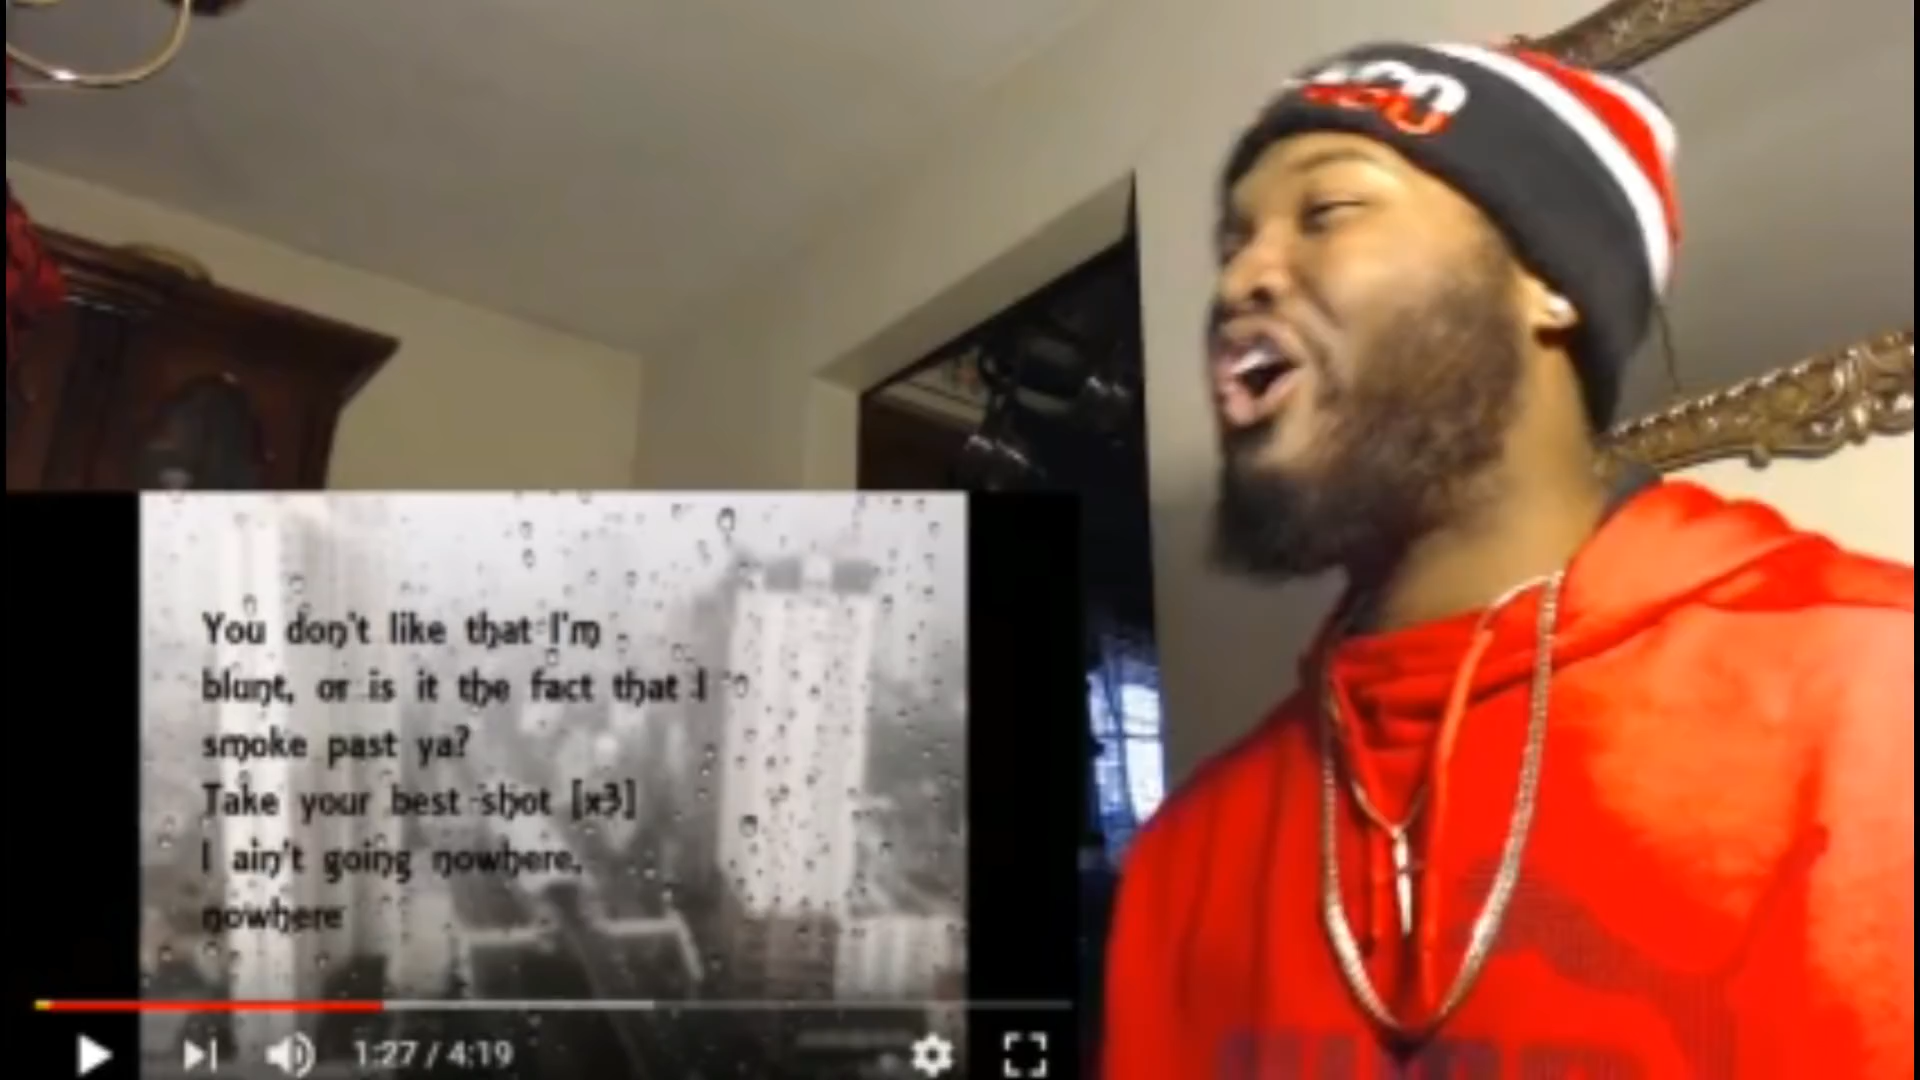 You don't like that I'm
blunt, or is it the fact that I
smoke past ya?
Take your best shot [x3]
I ain't going nowhere,
nowhere
1:27 / 4:19